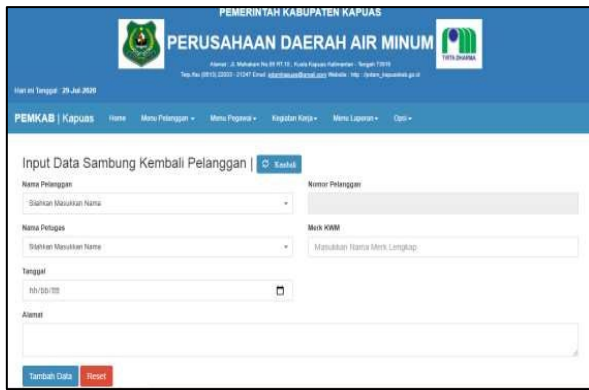 PEMERINTAH KABUPATEN KAPUAS
PERUSAHAAN DAERAH AIR MINUM
TIRTA DHARMA
Hari ini Tanggal 29 Jul 2020
PEMKAB | Kapuas Home Menu Pelanggan Menu Pegawai Kegiatan Kerja Menu Laporan Opsi
Input Data Sambung Kembali Pelanggan | Kembali
Nama Pelanggan Nomor Pelanggan
Silahkan Masukkan Nama
Nama Petugas Merk KWM
Silahkan Masukkan Nama Masukkan Nama Merk Lengkap
Tanggal
hh/bb/tttt
Alamat
Tambah Data Reset